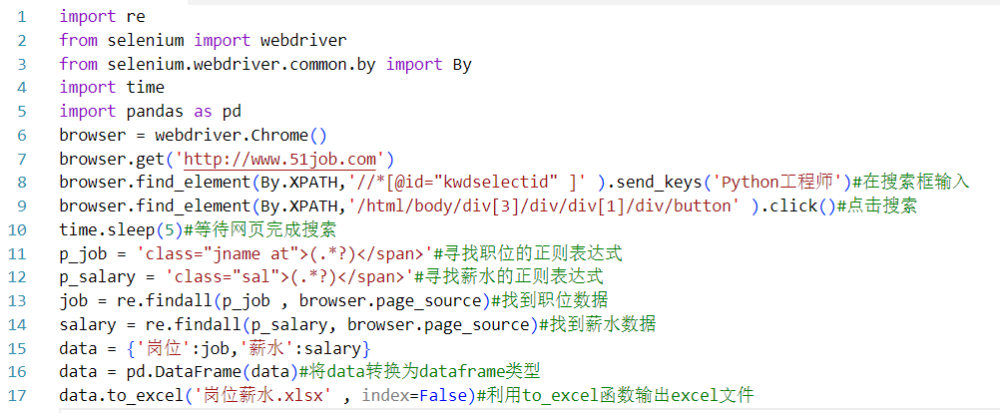 1 import re
2 from selenium import webdriver
3 from selenium.webdriver.common.by import By
4 import time
5 import pandas as pd
6 browser = webdriver.Chrome()
7 browser.get('http://www.51job.com')
8 browser.find_element(By.XPATH,'//*[@id="kwdselectid" ]' ).send_keys('Python工程师')#在搜索框输入
9 browser.find_element(By.XPATH,'/html/body/div[3]/div/div[1]/div/button' ).click()#点击搜索
10 time.sleep(5)#等待网页完成搜索
11 p_job = 'class="jname at">(.*?)</span>'#寻找职位的正则表达式
12 p_salary = 'class="sal">(.*?)</span>'#寻找薪水的正则表达式
13 job = re.findall(p_job , browser.page_source)#找到职位数据
14 salary = re.findall(p_salary, browser.page_source)#找到薪水数据
15 data = {'岗位':job,'薪水':salary}
16 data = pd.DataFrame(data)#将data转换为dataframe类型
17 data.to_excel('岗位薪水.xlsx' , index=False)#利用to_excel函数输出excel文件